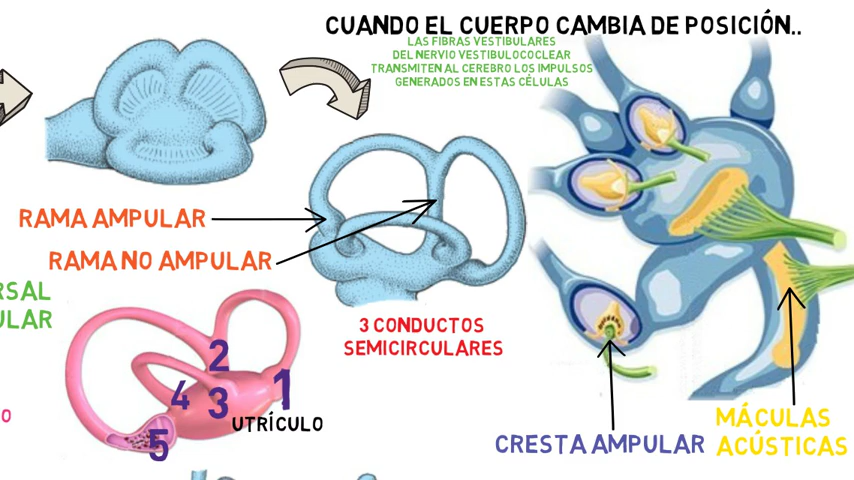 CUANDO EL CUERPO CAMBIA DE POSICIÓN..
LAS FIBRAS VESTIBULARES
DEL NERVIO VESTIBULOCOCLEAR
TRANSMITEN AL CEREBRO LOS IMPULSOS
GENERADOS EN ESTAS CÉLULAS
RAMA AMPULAR
RAMA NO AMPULAR
3 CONDUCTOS
SEMICIRCULARES
2
4
3
1
5
UTRÍCULO
CRESTA AMPULAR
MÁCULAS
ACÚSTICAS